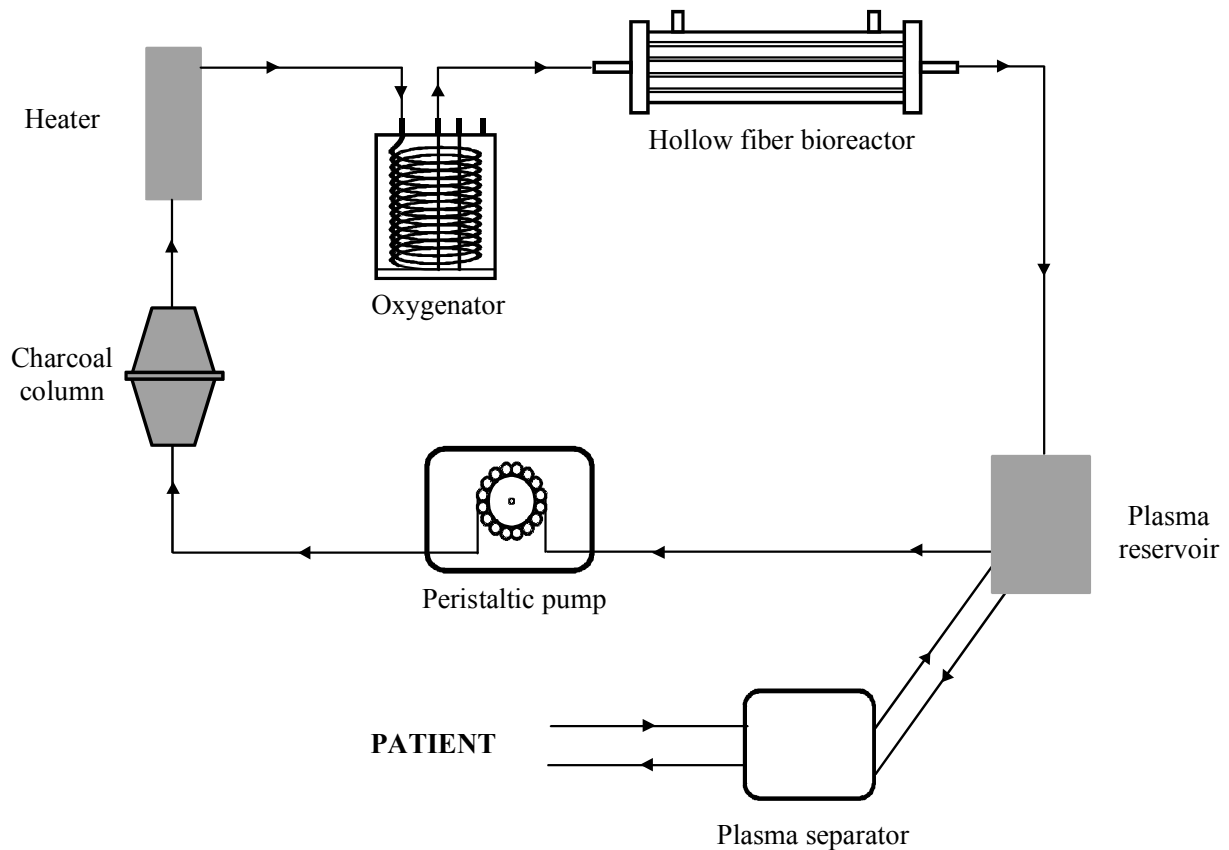 Heater
Hollow fiber bioreactor
Oxygenator
Charcoal
column
Plasma
reservoir
Peristaltic pump
PATIENT
Plasma separator